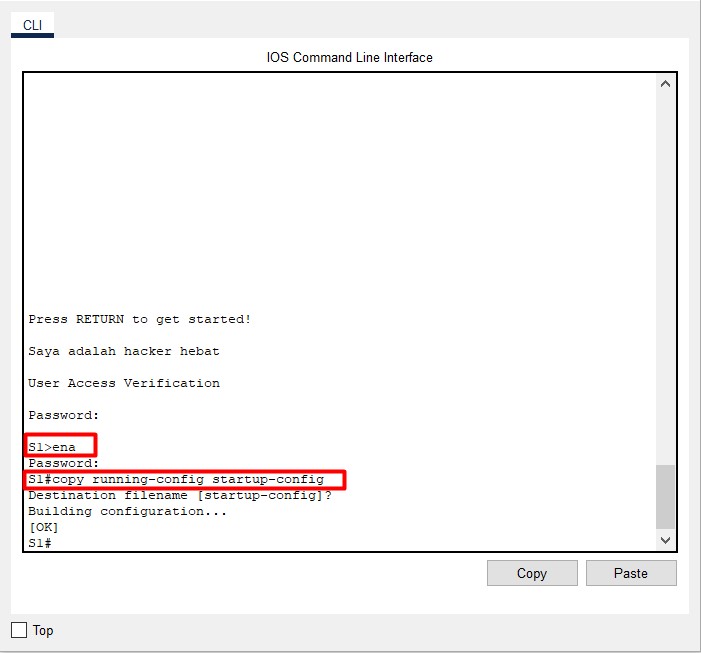 CLI
IOS Command Line Interface
Press RETURN to get started!
Saya adalah hacker hebat
User Access Verification
Password:
S1>ena
Password:
S1#copy running-config startup-config
Destination filename [startup-config]?
Building configuration...
[OK]
S1#
Copy Paste
Top